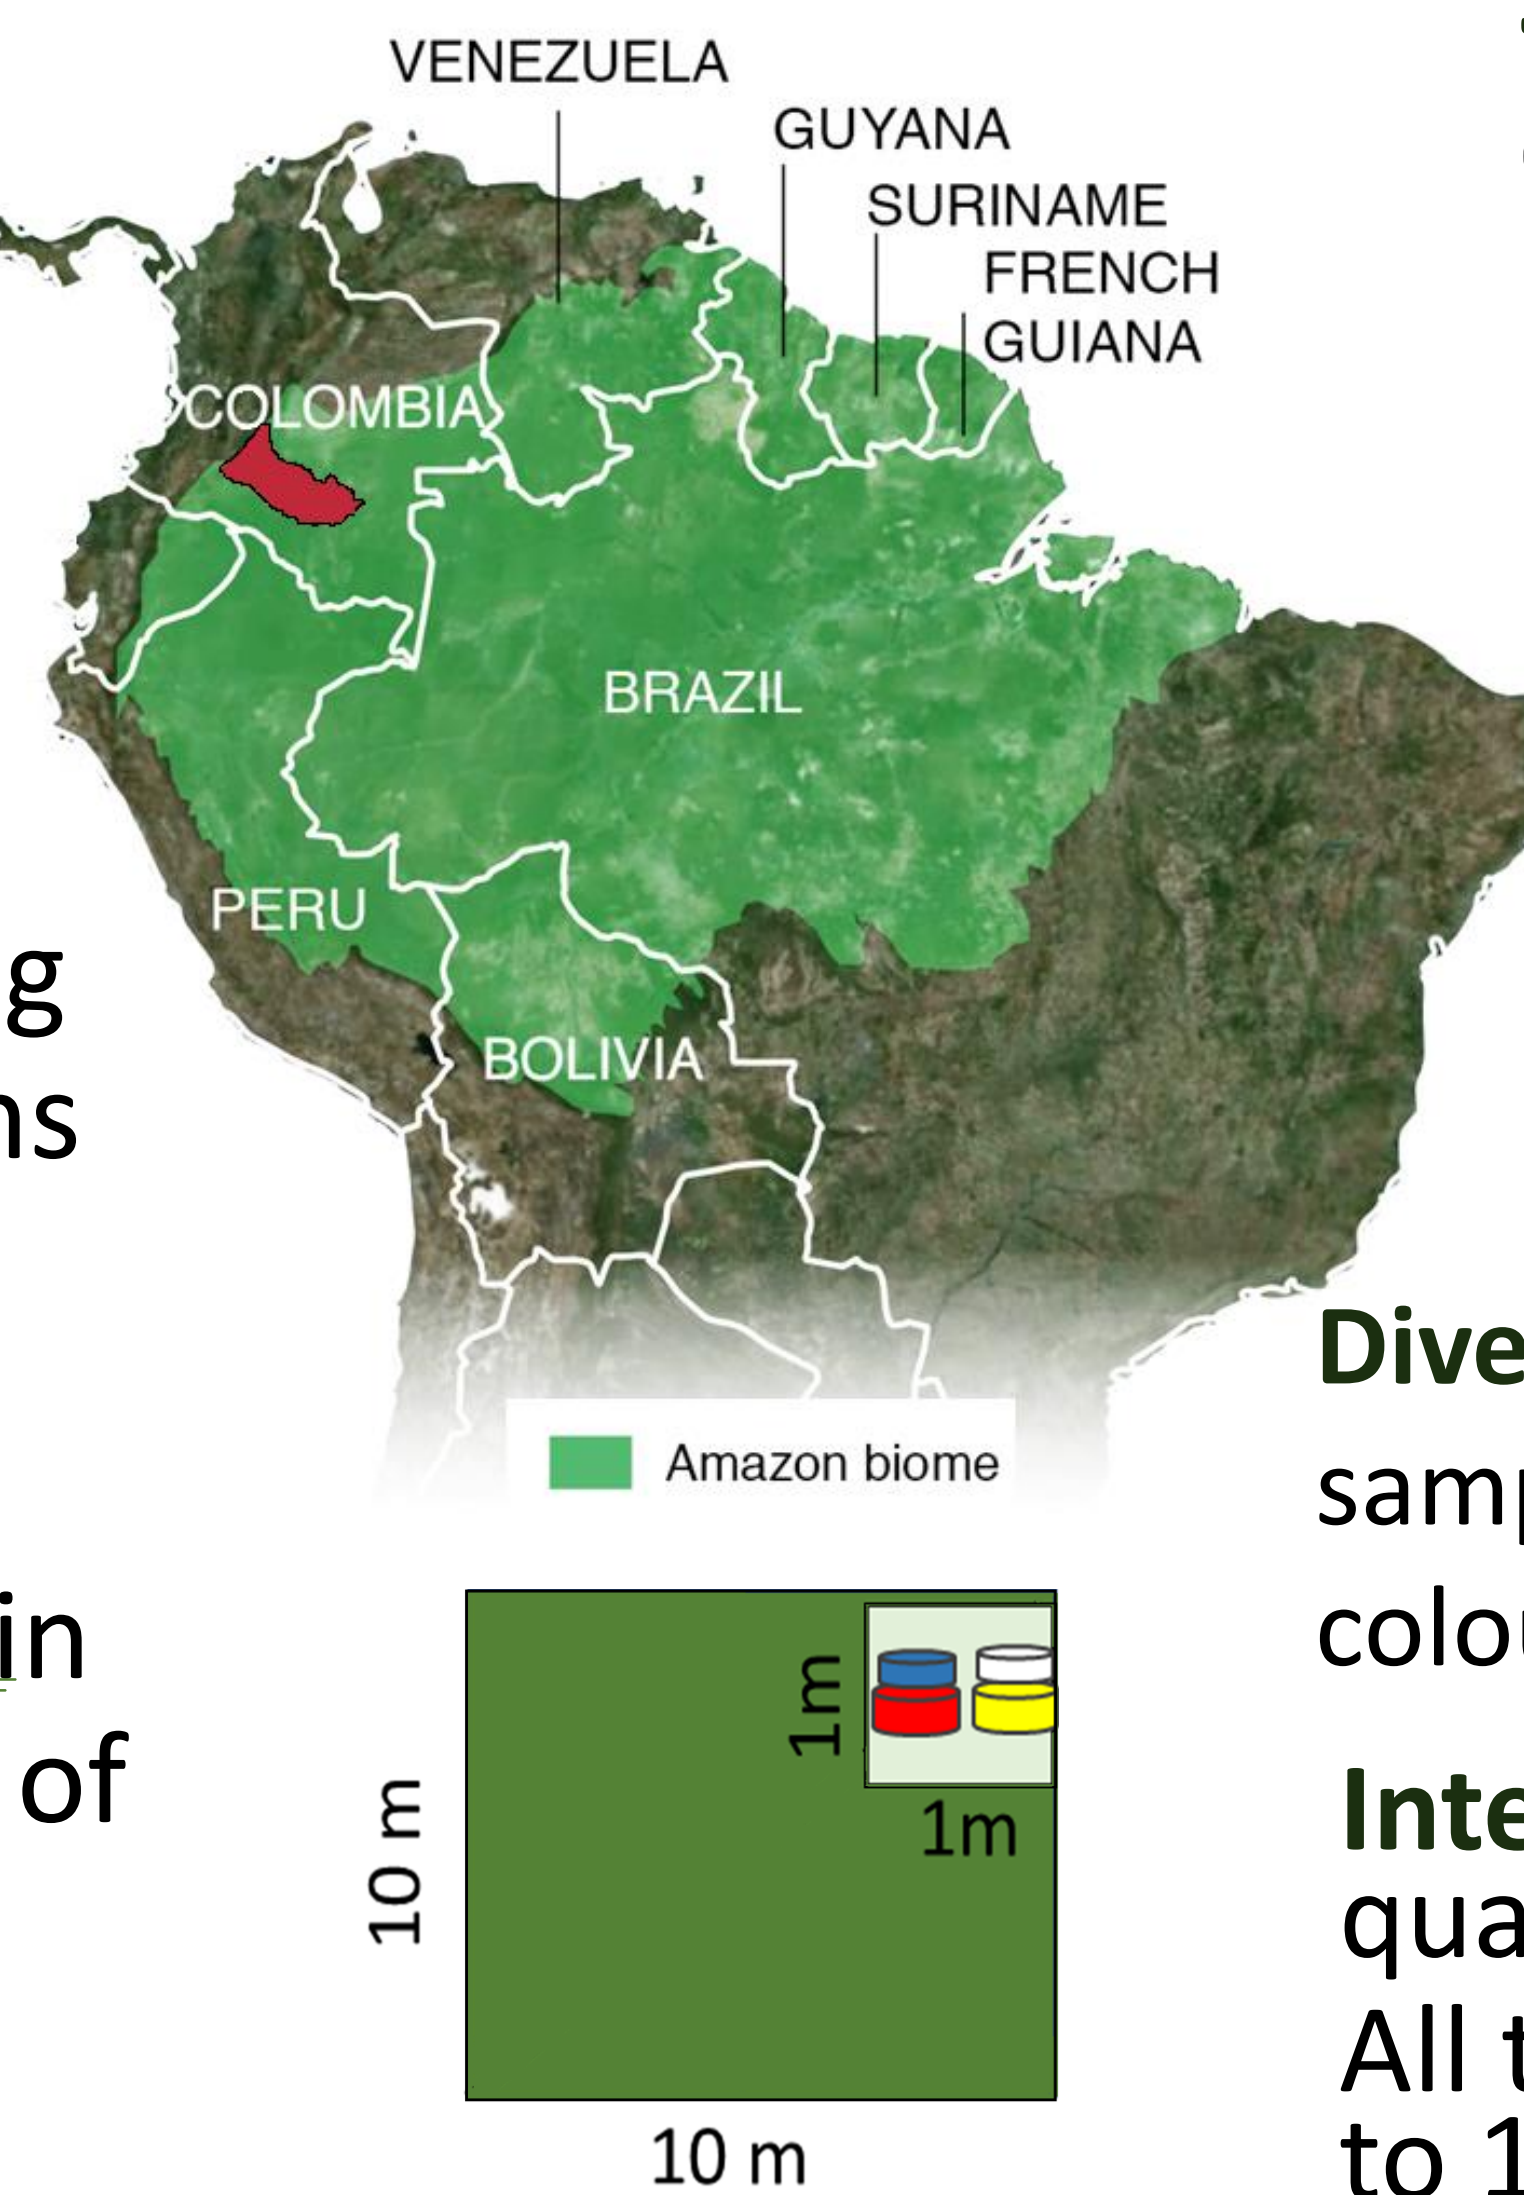 VENEZUELA
GUYANA
SURINAME
FRENCH
GUIANA
COLOMBIA
BRAZIL
PERU
BOLIVIA
Amazon biome
g
ns
in
of
1m
1m
10 m
10 m
Dive
samp
colou
Inte
qua
All t
to 1